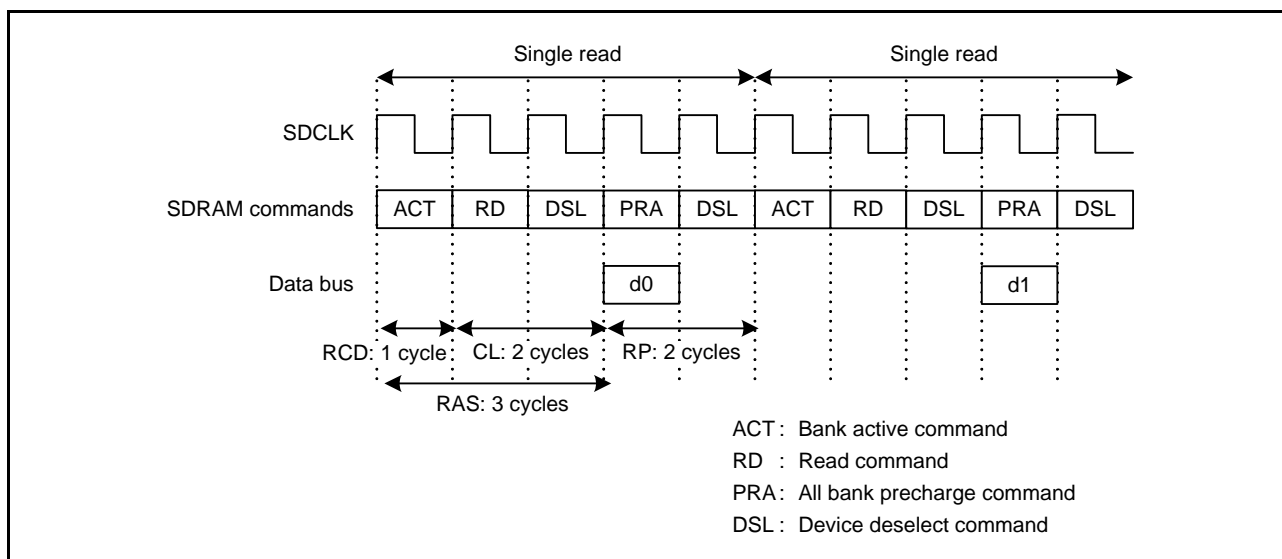 Single read Single read
SDCLK
SDRAM commands ACT RD DSL PRA DSL ACT RD DSL PRA DSL
Data bus d0 d1
RCD: 1 cycle CL: 2 cycles RP: 2 cycles
RAS: 3 cycles
ACT : Bank active command
RD : Read command
PRA : All bank precharge command
DSL : Device deselect command